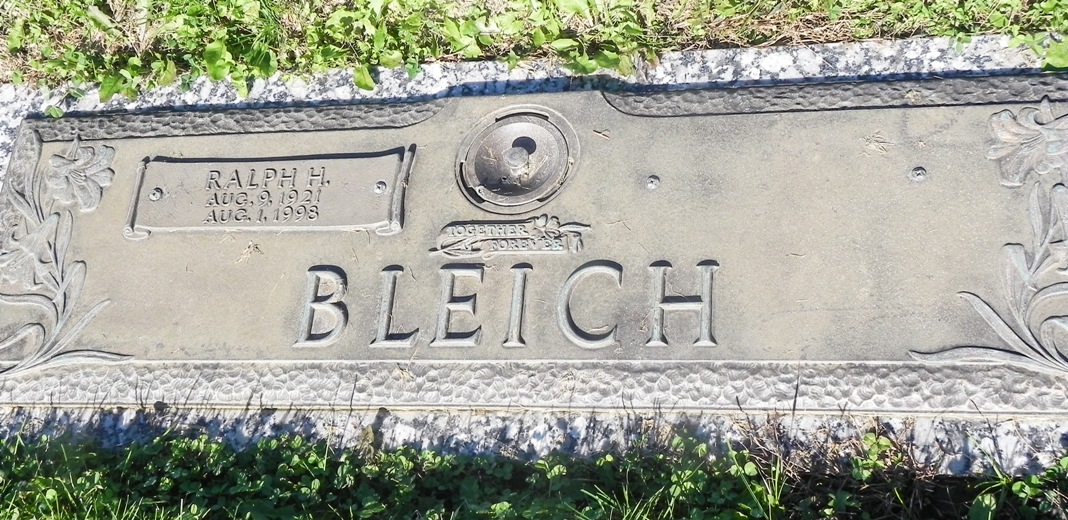 RALPH H.
AUG. 9, 1921
AUG. 1, 1998
TOGETHER
FOREVER
BLEICH